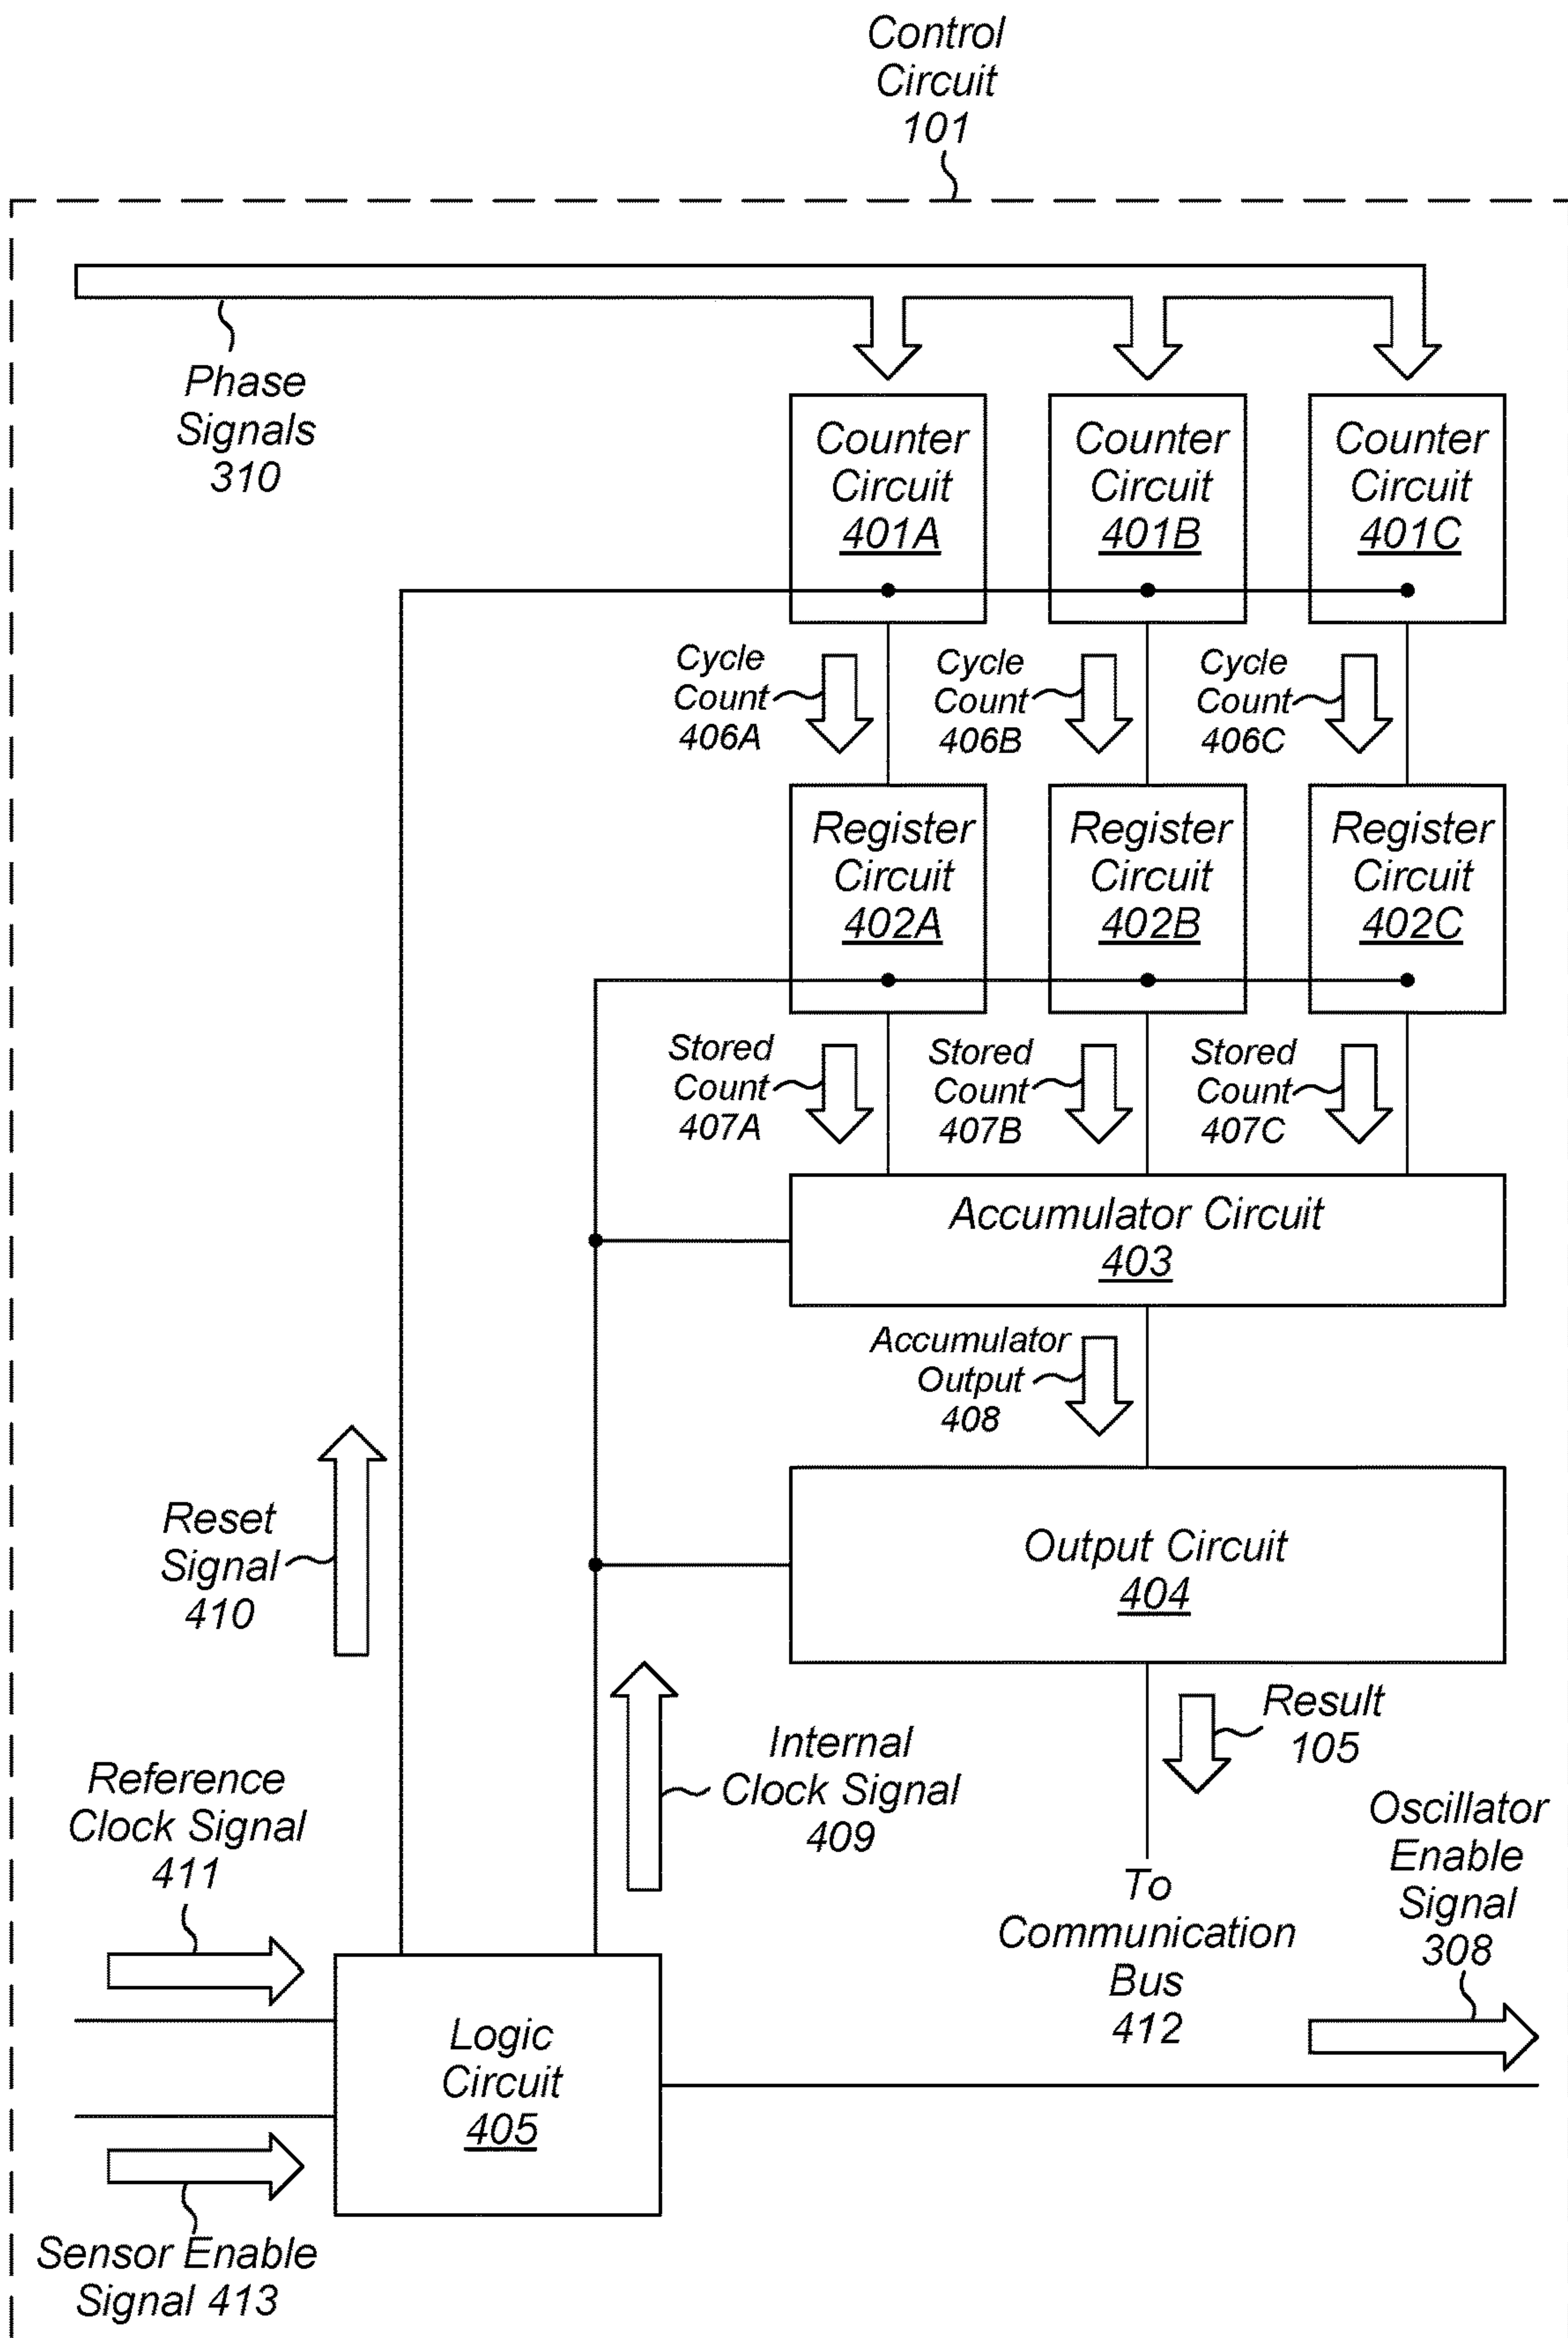 Control
Circuit
101
Phase
Signals
310
Counter
Circuit
401A
Counter
Circuit
401B
Counter
Circuit
401C
Cycle
Count
406A
Cycle
Count
406B
Cycle
Count
406C
Register
Circuit
402A
Register
Circuit
402B
Register
Circuit
402C
Stored
Count
407A
Stored
Count
407B
Stored
Count
407C
Accumulator Circuit
403
Accumulator
Output
408
Reset
Signal
410
Output Circuit
404
Result
105
Internal
Clock Signal
409
Reference
Clock Signal
411
Oscillator
Enable
Signal
308
To
Communication
Bus
412
Logic
Circuit
405
Sensor Enable
Signal 413